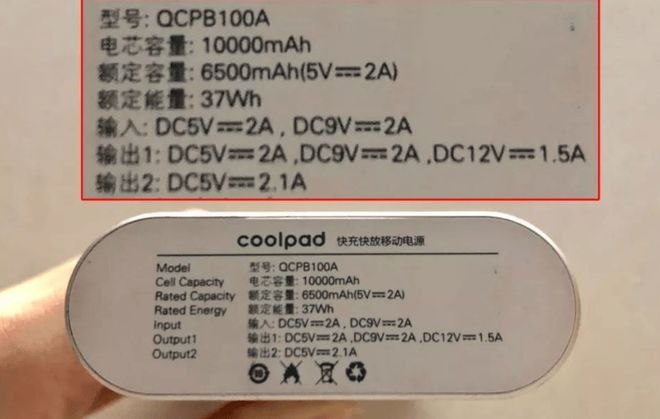 型号: QCPB100A
电芯容量: 10000mAh
额定容量: 6500mAh(5V⎓2A)
额定能量: 37Wh
输入: DC5V⎓2A , DC9V⎓2A
输出1: DC5V⎓2A ,DC9V⎓2A ,DC12V⎓1.5A
输出2: DC5V⎓2.1A
coolpad 快充快放移动电源
Model 型号: QCPB100A
Cell Capacity 电芯容量: 10000mAh
Rated Capacity 额定容量: 6500mAh(5V⎓2A)
Rated Energy 额定能量: 37Wh
Input 输入: DC5V⎓2A , DC9V⎓2A
Output1 输出1: DC5V⎓2A ,DC9V⎓2A ,DC12V⎓1.5A
Output2 输出2: DC5V⎓2.1A